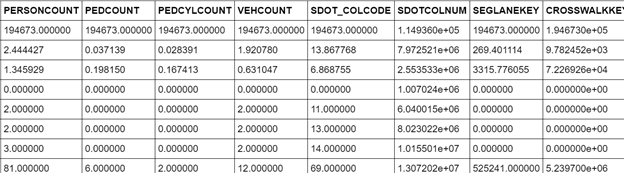 PERSONCOUNT PEDCOUNT PEDCYLCOUNT VEHCOUNT SDOT_COLCODE SDOTCOLNUM SEGLANEKEY CROSSWALKKE
194673.000000 194673.000000 194673.000000 194673.000000 194673.000000 1.149360e+05 194673.000000 1.946730e+05
2.444427 0.037139 0.028391 1.920780 13.867768 7.972521e+06 269.401114 9.782452e+03
1.345929 0.198150 0.167413 0.631047 6.868755 2.553533e+06 3315.776055 7.226926e+04
0.000000 0.000000 0.000000 0.000000 0.000000 1.007024e+06 0.000000 0.000000e+00
2.000000 0.000000 0.000000 2.000000 11.000000 6.040015e+06 0.000000 0.000000e+00
2.000000 0.000000 0.000000 2.000000 13.000000 8.023022e+06 0.000000 0.000000e+00
3.000000 0.000000 0.000000 2.000000 14.000000 1.015501e+07 0.000000 0.000000e+00
81.000000 6.000000 2.000000 12.000000 69.000000 1.307202e+07 525241.000000 5.239700e+06